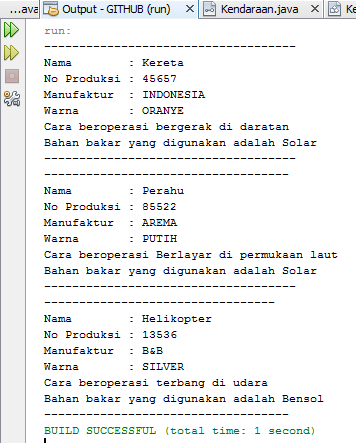 ...ava
Output - GITHUB (run)
Kendaraan.java
Ke
run:
------------------------------------
Nama        : Kereta
No Produksi : 45657
Manufaktur  : INDONESIA
Warna       : ORANYE
Cara beroperasi bergerak di daratan
Bahan bakar yang digunakan adalah Solar
------------------------------------
-----------------------------------
Nama        : Perahu
No Produksi : 85522
Manufaktur  : AREMA
Warna       : PUTIH
Cara beroperasi Berlayar di permukaan laut
Bahan bakar yang digunakan adalah Solar
------------------------------------
---------------------------------
Nama        : Helikopter
No Produksi : 13536
Manufaktur  : B&B
Warna       : SILVER
Cara beroperasi terbang di udara
Bahan bakar yang digunakan adalah Bensol
-----------------------------------
BUILD SUCCESSFUL (total time: 1 second)